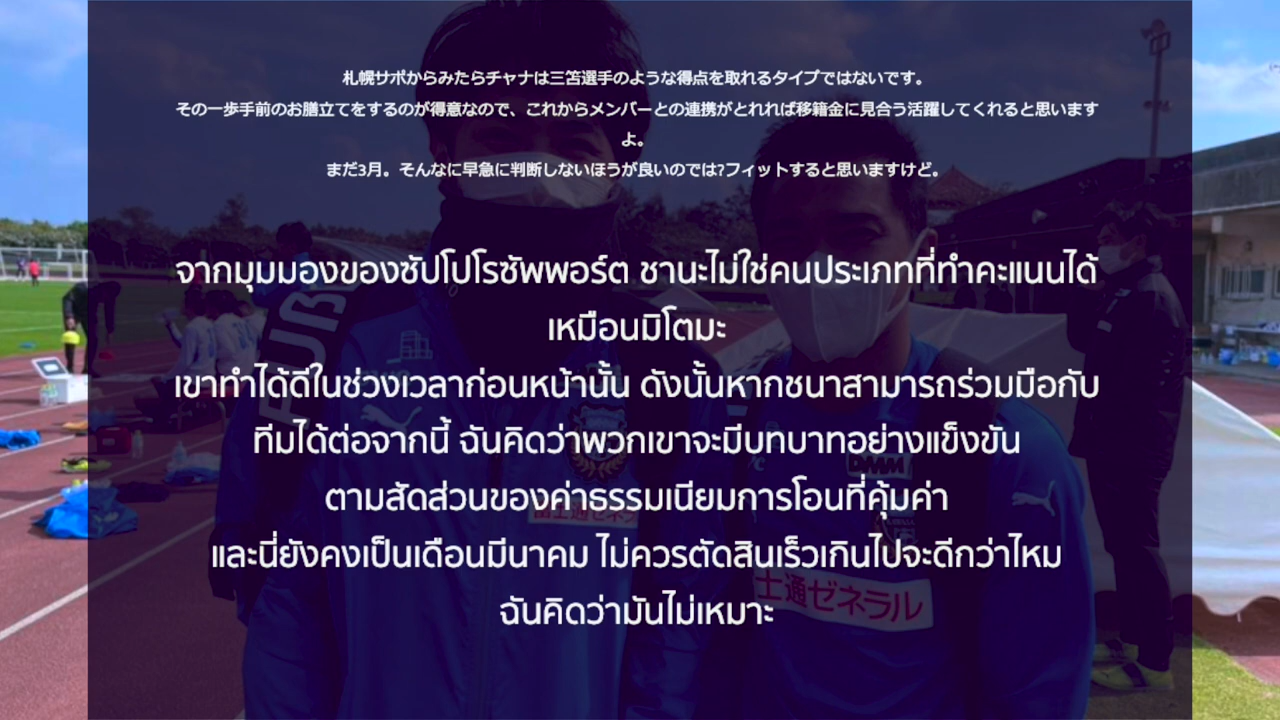 札幌サポからみたらチャナは三笘選手のような得点を取れるタイプではないです。
その一歩手前のお膳立てをするのが得意なので、これからメンバーとの連携がとれれば移籍金に見合う活躍してくれると思います
よ。
まだ3月。そんなに早急に判断しないほうが良いのでは?フィットすると思いますけど。
จากมุมมองของซัปโปโรซัพพอร์ต ชานะไม่ใช่คนประเภทที่ทำคะแนนได้
เหมือนมิโตมะ
เขาทำได้ดีในช่วงเวลาก่อนหน้านั้น ดังนั้นหากชนาสามารถร่วมมือกับ
ทีมได้ต่อจากนี้ ฉันคิดว่าพวกเขาจะมีบทบาทอย่างแข็งขัน
ตามสัดส่วนของค่าธรรมเนียมการโอนที่คุ้มค่า
และนี่ยังคงเป็นเดือนมีนาคม ไม่ควรตัดสินเร็วเกินไปจะดีกว่าไหม
ฉันคิดว่ามันไม่เหมาะ
DMM
富士通ゼネラル
士通ゼネラル